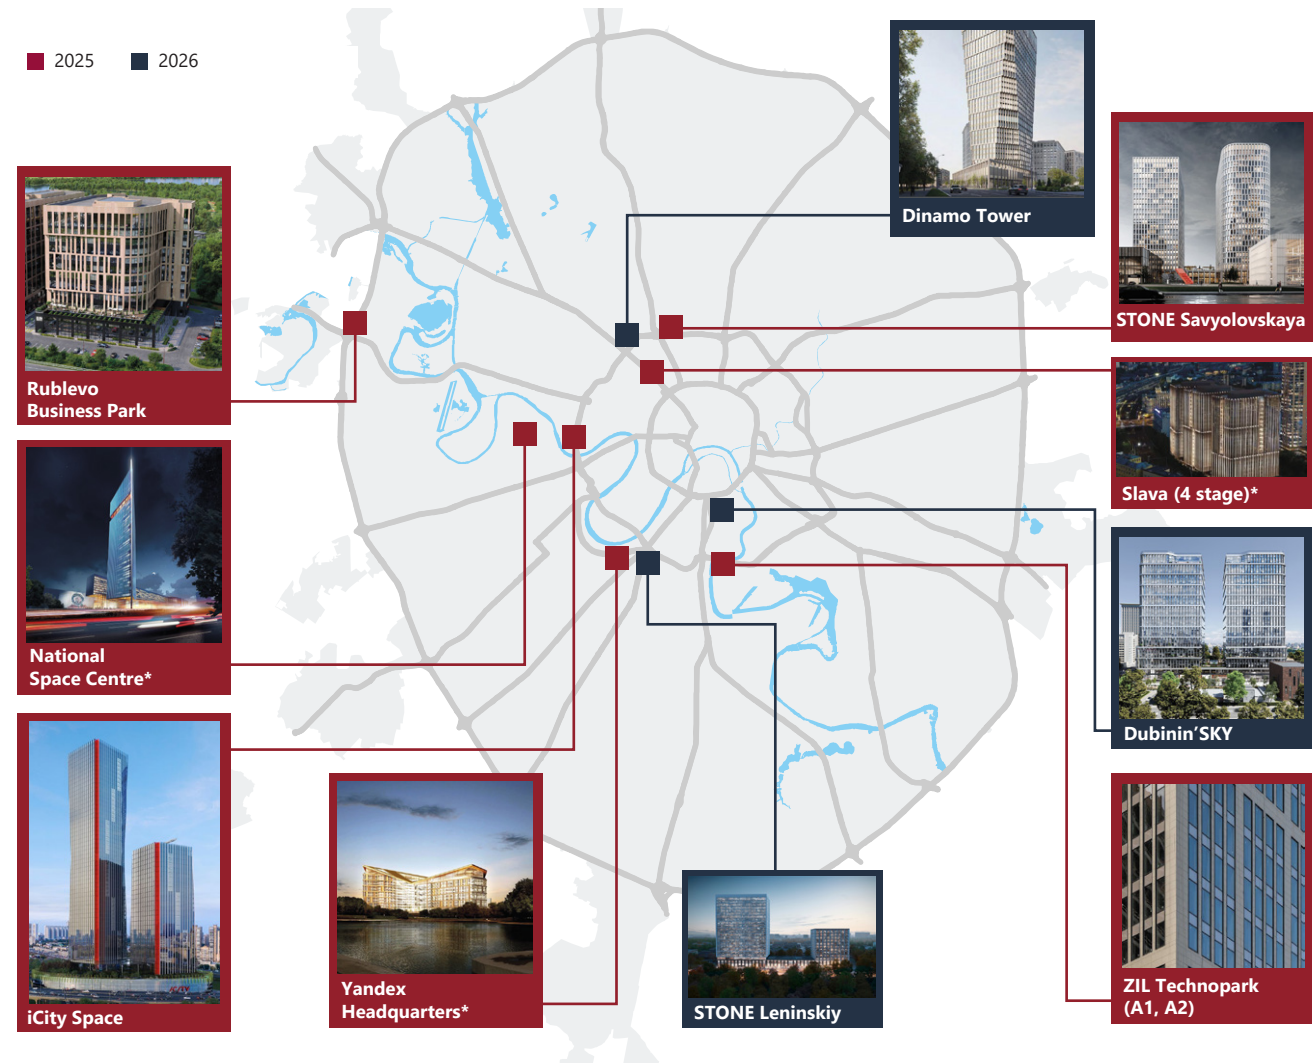 2025
2026
Dinamo Tower
STONE Savyolovskaya
Rublevo
Business Park
Slava (4 stage)*
National
Space Centre*
Dubinin’SKY
iCity Space
Yandex
Headquarters*
STONE Leninskiy
ZIL Technopark
(A1, A2)